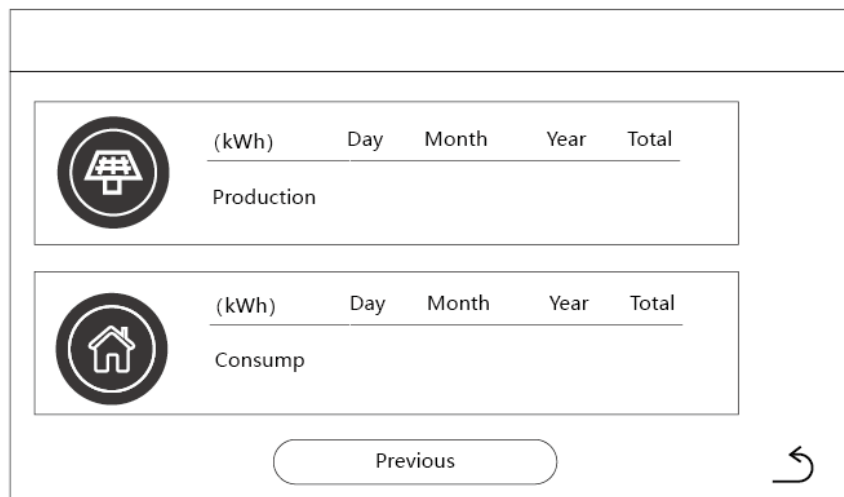 (kWh) Day Month Year Total
Production
(kWh) Day Month Year Total
Consump
Previous